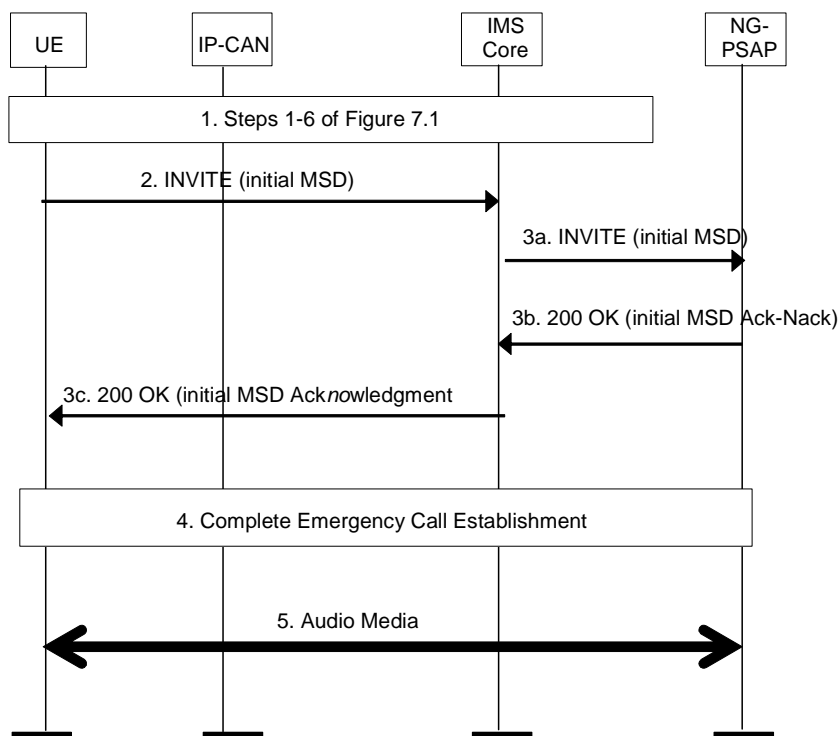 UE
IP-CAN
IMS
Core
NG-
PSAP
1. Steps 1-6 of Figure 7.1
2. INVITE (initial MSD)
3a. INVITE (initial MSD)
3b. 200 OK (initial MSD Ack-Nack)
3c. 200 OK (initial MSD Acknowledgment
4. Complete Emergency Call Establishment
5. Audio Media